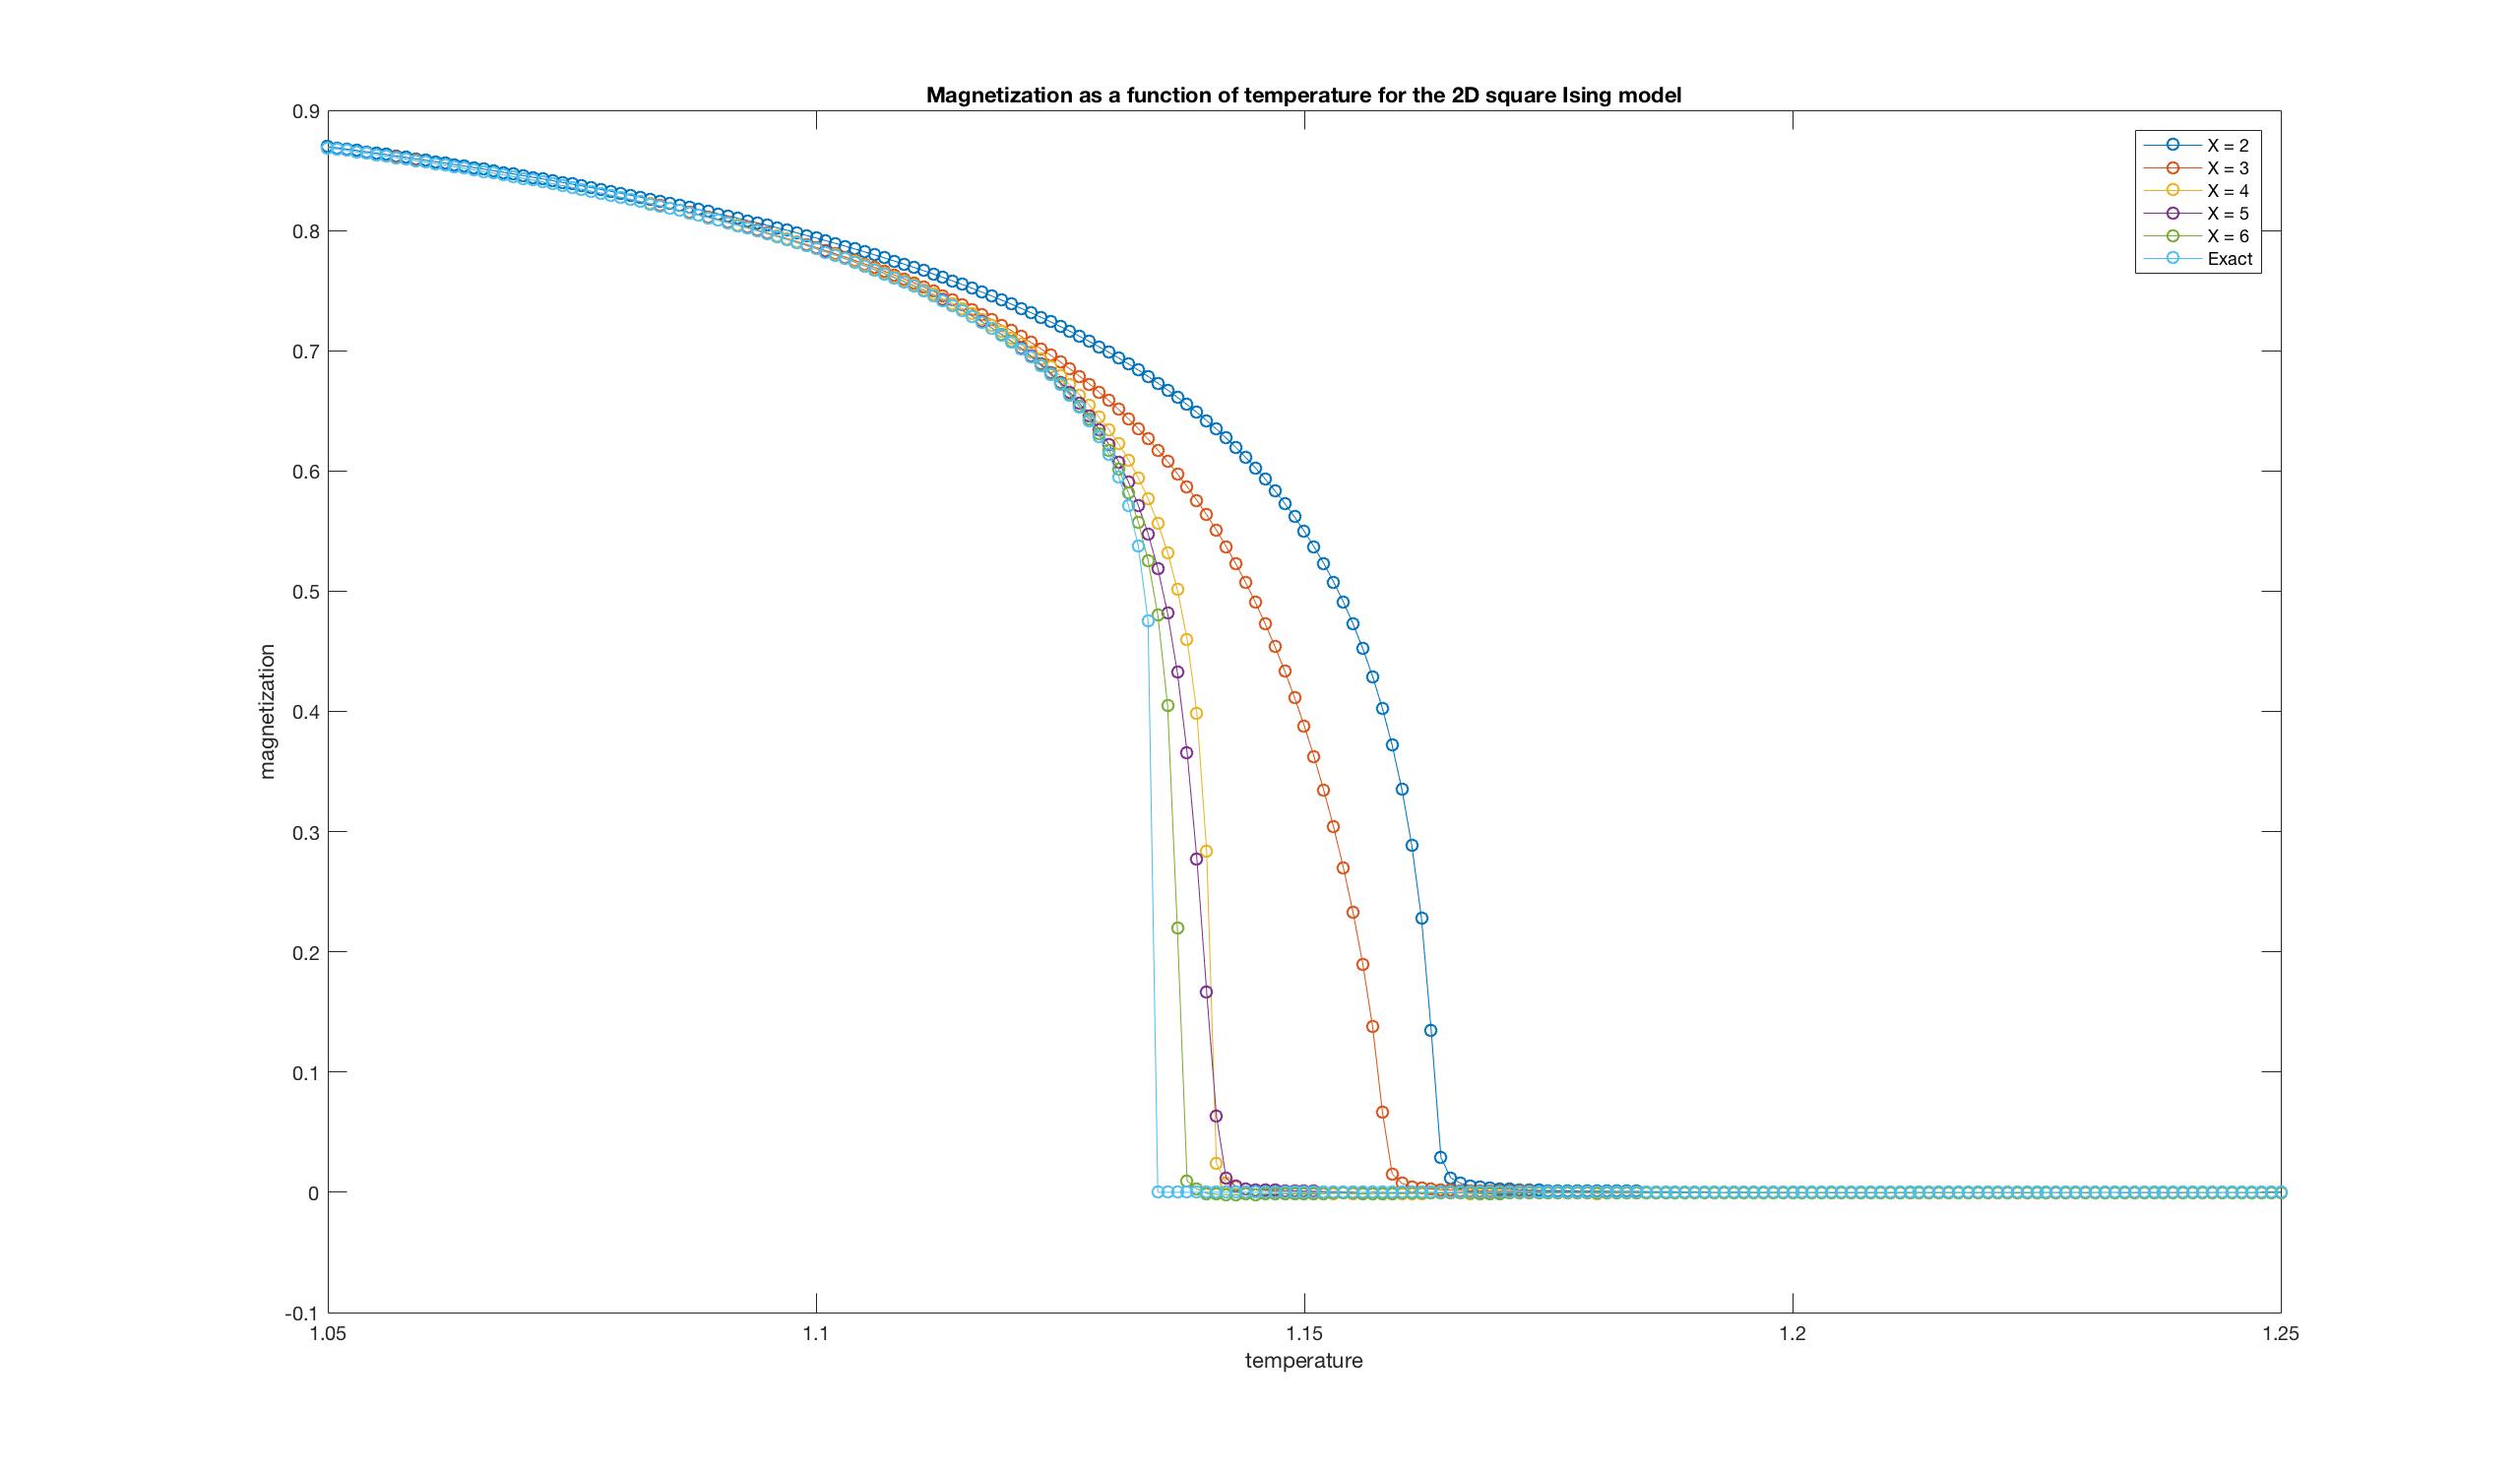 Magnetization as a function of temperature for the 2D square Ising model
0.9
0.8
0.7
0.6
0.5
0.4
0.3
0.2
0.1
0
-0.1
magnetization
X = 2
X = 3
X = 4
X = 5
X = 6
Exact
1.05 1.1 1.15 1.2 1.25
temperature